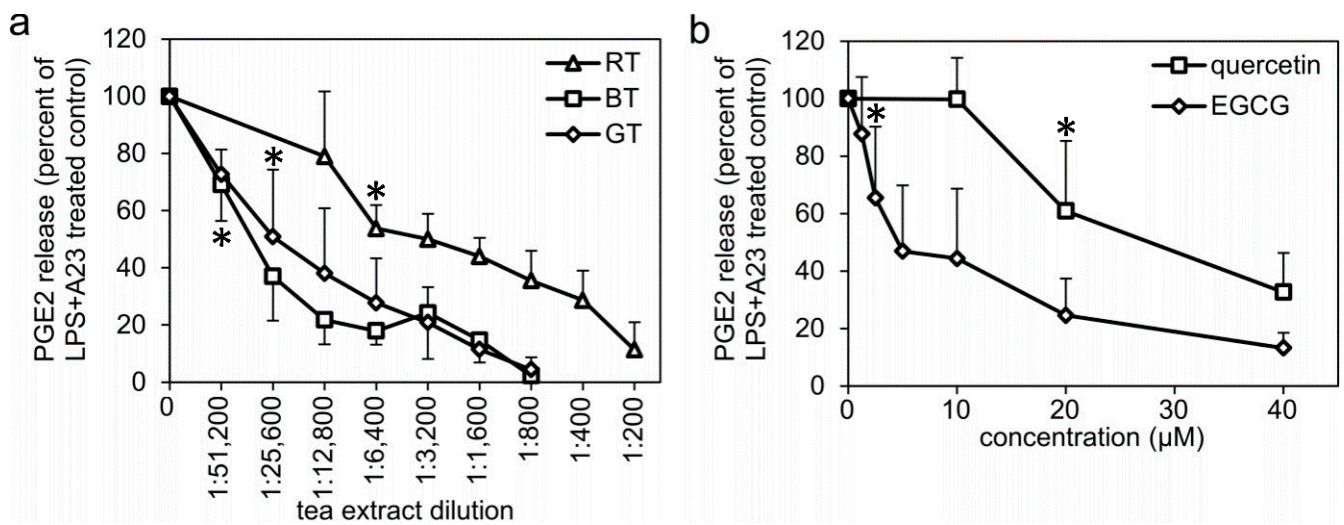 a
PGE2 release (percent of
LPS+A23 treated control)
120
100
80
60
40
20
0
RT
BT
GT
*
*
*
0
1:51,200
1:25,600
1:12,800
1:6,400
1:3,200
1:1,600
1:800
1:400
1:200
tea extract dilution
b
PGE2 release (percent of
LPS+A23 treated control)
120
100
80
60
40
20
0
quercetin
EGCG
*
*
0
10
20
30
40
concentration (µM)